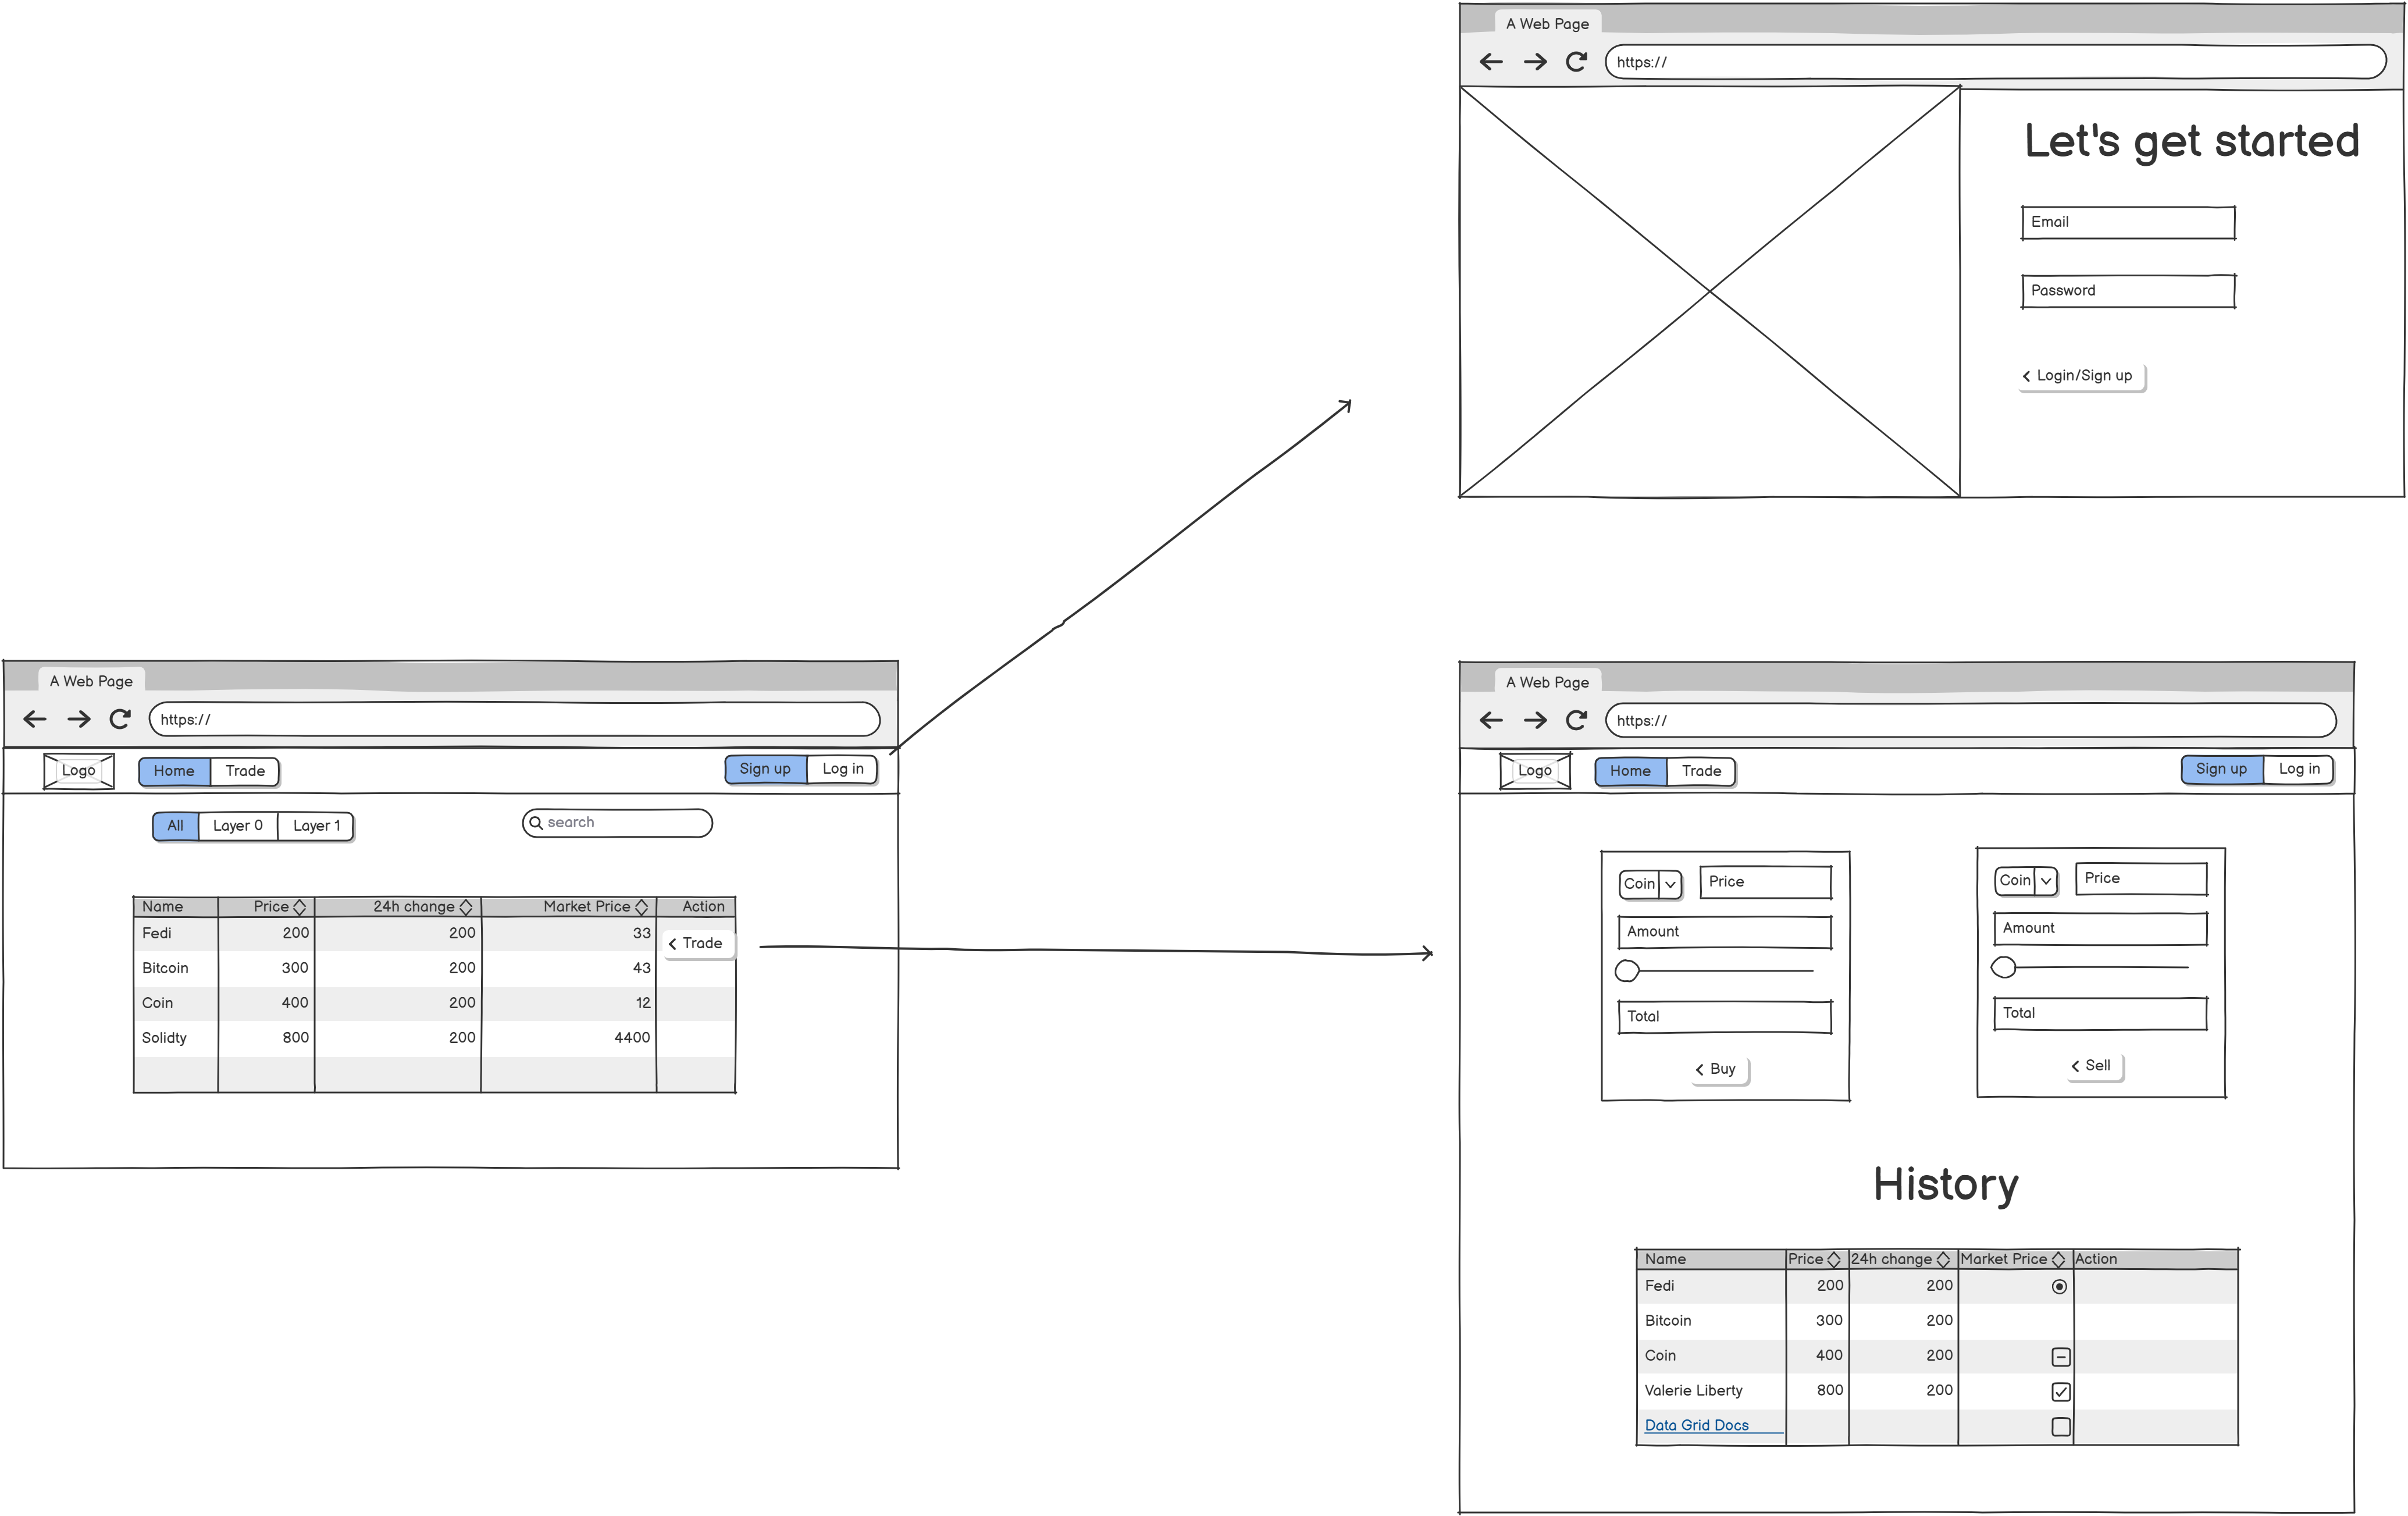 A Web Page
https://
Let's get started
Email
Password
Login/Sign up
A Web Page
https://
Logo Home Trade Sign up Log in
All Layer 0 Layer 1 search
Name Price 24h change Market Price Action
Fedi 200 200 33 Trade
Bitcoin 300 200 43
Coin 400 200 12
Solidty 800 200 4400
A Web Page
https://
Logo Home Trade Sign up Log in
Coin Price
Amount
Total
Buy
Coin Price
Amount
Total
Sell
History
Name Price 24h change Market Price Action
Fedi 200 200
Bitcoin 300 200
Coin 400 200
Valerie Liberty 800 200
Data Grid Docs